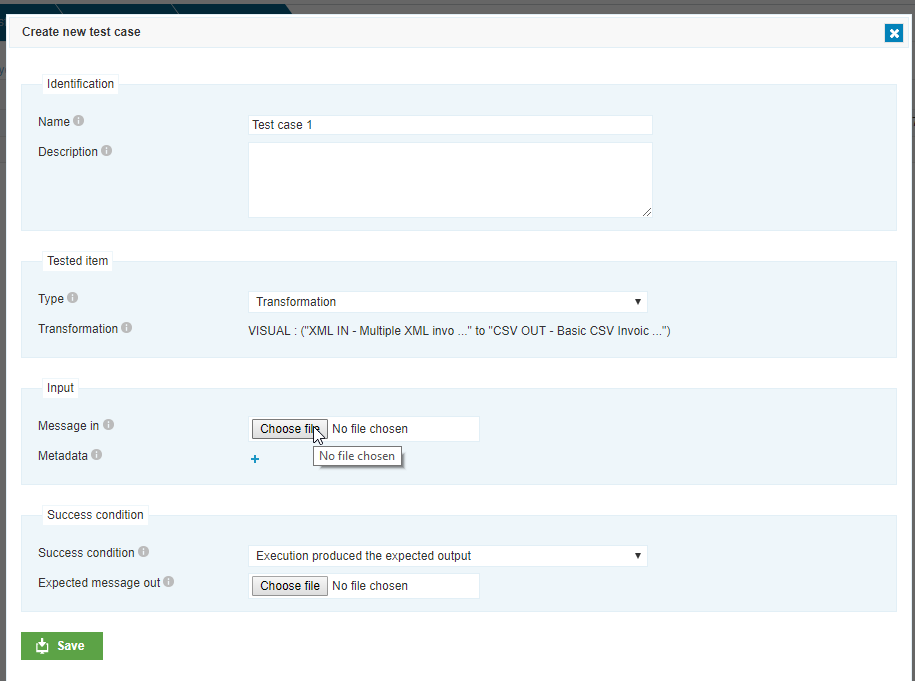 Create new test case
Identification
Name
Test case 1
Description
Tested item
Type
Transformation
Transformation
VISUAL : ("XML IN - Multiple XML invo ..." to "CSV OUT - Basic CSV Invoic ...")
Input
Message in
Choose file No file chosen
Metadata
+
No file chosen
Success condition
Success condition
Execution produced the expected output
Expected message out
Choose file No file chosen
Save